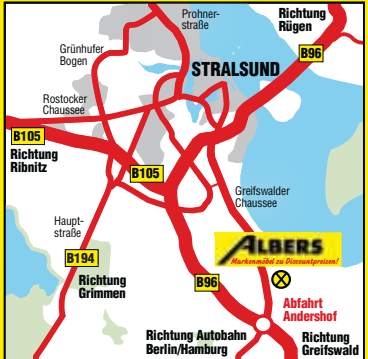 Prohner-
straße
Richtung
Rügen
Grünhufer
Bogen
B96
STRALSUND
Rostocker
Chaussee
B105
Richtung
Ribnitz
B105
Greifswalder
Chaussee
Haupt-
straße
ALBERS
Markenmöbel zu Discountpreisen!
B194
Richtung
Grimmen
B96
X
Abfahrt
Andershof
Richtung Autobahn
Berlin/Hamburg
Richtung
Greifswald